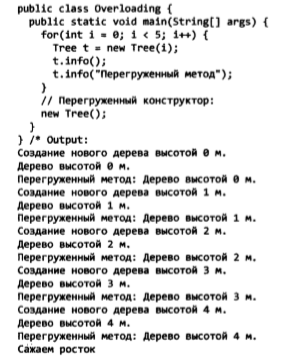 public class Overloading {
public static void main(String[] args) {
for(int i = 0; i < 5; i++) {
Tree t = new Tree(i);
t.info();
t.info("Перегруженный метод");
}
// Перегруженный конструктор:
new Tree();
}
} /* Output:
Создание нового дерева высотой 0 м.
Дерево высотой 0 м.
Перегруженный метод: Дерево высотой 0 м.
Создание нового дерева высотой 1 м.
Дерево высотой 1 м.
Перегруженный метод: Дерево высотой 1 м.
Создание нового дерева высотой 2 м.
Дерево высотой 2 м.
Перегруженный метод: Дерево высотой 2 м.
Создание нового дерева высотой 3 м.
Дерево высотой 3 м.
Перегруженный метод: Дерево высотой 3 м.
Создание нового дерева высотой 4 м.
Дерево высотой 4 м.
Перегруженный метод: Дерево высотой 4 м.
Сажаем росток